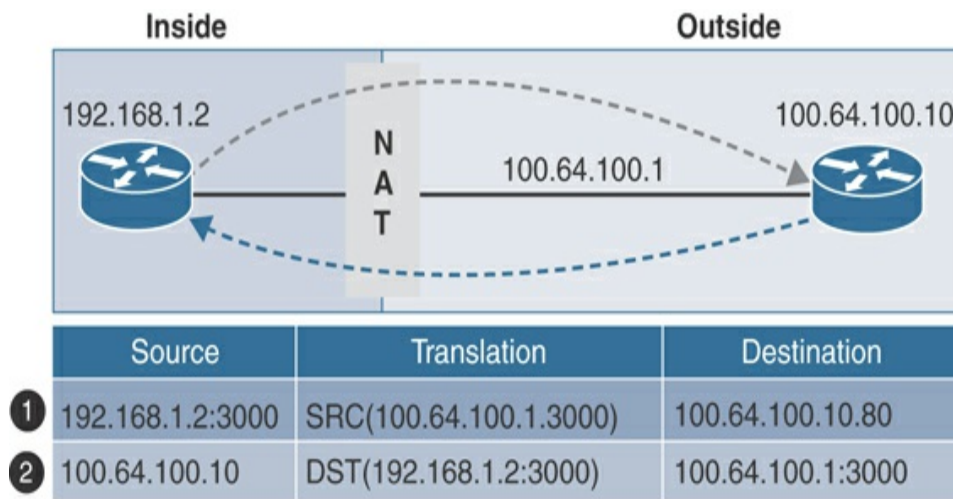 Inside Outside
192.168.1.2 100.64.100.10
N
A
T
100.64.100.1
Source Translation Destination
1 192.168.1.2:3000 SRC(100.64.100.1.3000) 100.64.100.10.80
2 100.64.100.10 DST(192.168.1.2:3000) 100.64.100.1:3000